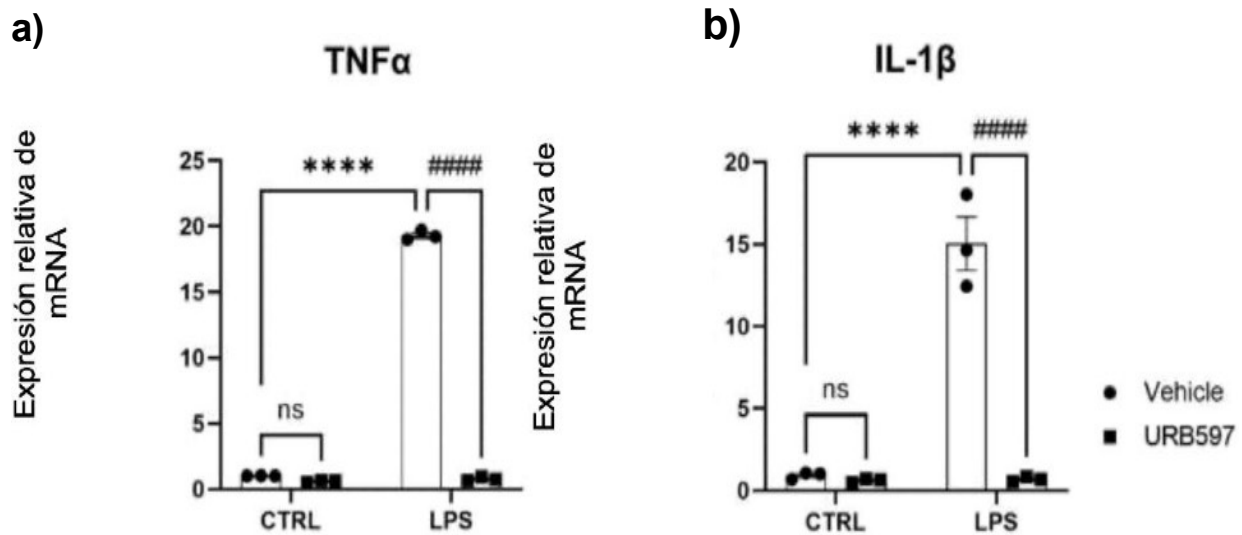 a)
TNFα
Expresión relativa de
mRNA
25
20
15
10
5
0
****
####
ns
CTRL
LPS
b)
IL-1β
Expresión relativa de
mRNA
20
15
10
5
0
****
####
ns
CTRL
LPS
Vehicle
URB597